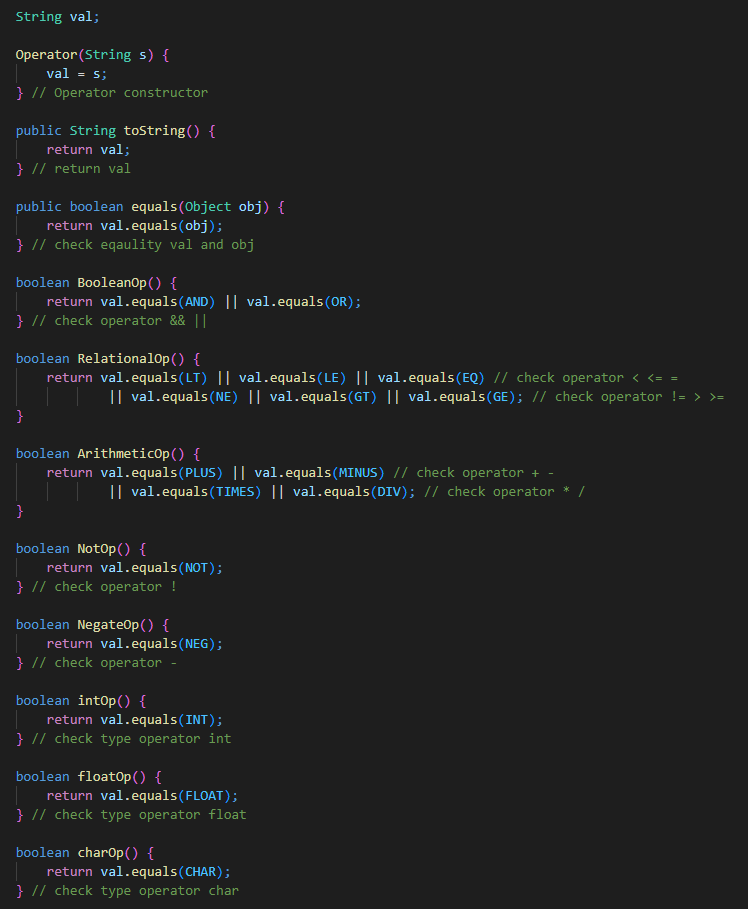 String val;
Operator(String s) {
val = s;
} // Operator constructor
public String toString() {
return val;
} // return val
public boolean equals(Object obj) {
return val.equals(obj);
} // check eqaulity val and obj
boolean BooleanOp() {
return val.equals(AND) || val.equals(OR);
} // check operator && ||
boolean RelationalOp() {
return val.equals(LT) || val.equals(LE) || val.equals(EQ) // check operator < <= =
|| val.equals(NE) || val.equals(GT) || val.equals(GE); // check operator != > >=
}
boolean ArithmeticOp() {
return val.equals(PLUS) || val.equals(MINUS) // check operator + -
|| val.equals(TIMES) || val.equals(DIV); // check operator * /
}
boolean NotOp() {
return val.equals(NOT);
} // check operator !
boolean NegateOp() {
return val.equals(NEG);
} // check operator -
boolean intOp() {
return val.equals(INT);
} // check type operator int
boolean floatOp() {
return val.equals(FLOAT);
} // check type operator float
boolean charOp() {
return val.equals(CHAR);
} // check type operator char